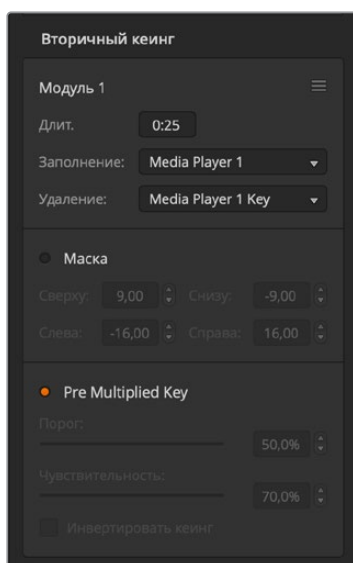 Вторичный кеинг
Модуль 1
Длит. 0:25
Заполнение: Media Player 1
Удаление: Media Player 1 Key
Маска
Сверху: 9,00 Снизу: -9,00
Слева: -16,00 Справа: 16,00
Pre Multiplied Key
Порог:
50,0%
Чувствительность:
70,0%
Инвертировать кеинг